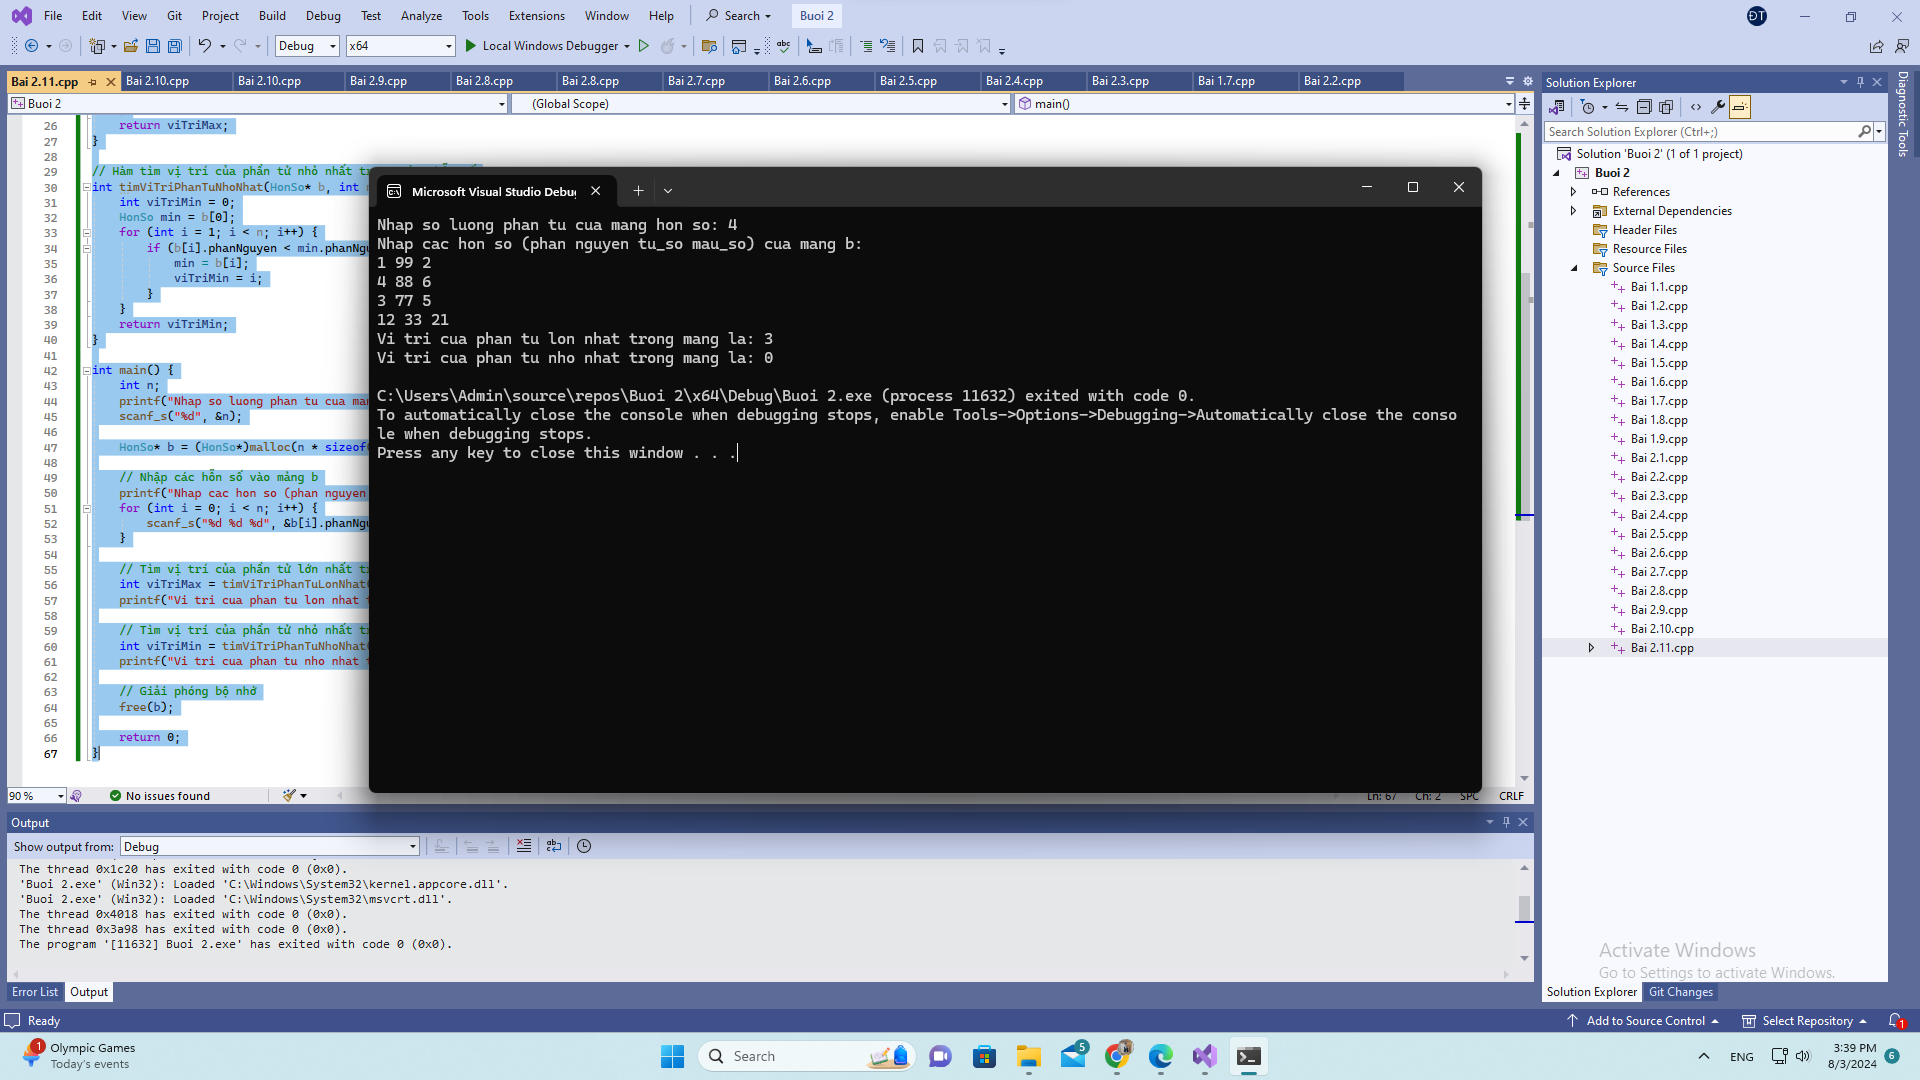 File Edit View Git Project Build Debug Test Analyze Tools Extensions Window Help Search Buoi 2 ĐT
Debug x64 Local Windows Debugger
Bai 2.11.cpp Bai 2.10.cpp Bai 2.10.cpp Bai 2.9.cpp Bai 2.8.cpp Bai 2.8.cpp Bai 2.7.cpp Bai 2.6.cpp Bai 2.5.cpp Bai 2.4.cpp Bai 2.3.cpp Bai 1.7.cpp Bai 2.2.cpp
Buoi 2 (Global Scope) main()
26 return viTriMax;
27 }
28
29 // Hàm tìm vị trí của phần tử nhỏ nhất
30 int timViTriPhanTuNhoNhat(HonSo* b, int
31 int viTriMin = 0;
32 HonSo min = b[0];
33 for (int i = 1; i < n; i++) {
34 if (b[i].phanNguyen < min.phanNg
35 min = b[i];
36 viTriMin = i;
37 }
38 }
39 return viTriMin;
40 }
41
42 int main() {
43 int n;
44 printf("Nhap so luong phan tu cua ma
45 scanf_s("%d", &n);
46
47 HonSo* b = (HonSo*)malloc(n * sizeof
48
49 // Nhập các hỗn số vào mảng b
50 printf("Nhap cac hon so (phan nguyen
51 for (int i = 0; i < n; i++) {
52 scanf_s("%d %d %d", &b[i].phanNg
53 }
54
55 // Tìm vị trí của phần tử lớn nhất t
56 int viTriMax = timViTriPhanTuLonNhat
57 printf("Vi tri cua phan tu lon nhat
58
59 // Tìm vị trí của phần tử nhỏ nhất t
60 int viTriMin = timViTriPhanTuNhoNhat
61 printf("Vi tri cua phan tu nho nhat
62
63 // Giải phóng bộ nhớ
64 free(b);
65
66 return 0;
67 }
Microsoft Visual Studio Debug
Nhap so luong phan tu cua mang hon so: 4
Nhap cac hon so (phan nguyen tu_so mau_so) cua mang b:
1 99 2
4 88 6
3 77 5
12 33 21
Vi tri cua phan tu lon nhat trong mang la: 3
Vi tri cua phan tu nho nhat trong mang la: 0
C:\Users\Admin\source\repos\Buoi 2\x64\Debug\Buoi 2.exe (process 11632) exited with code 0.
To automatically close the console when debugging stops, enable Tools->Options->Debugging->Automatically close the conso
le when debugging stops.
Press any key to close this window . . .
90 % No issues found Ln: 67 Ch: 2 SPC CRLF
Output
Show output from: Debug
The thread 0x1c20 has exited with code 0 (0x0).
'Buoi 2.exe' (Win32): Loaded 'C:\Windows\System32\kernel.appcore.dll'.
'Buoi 2.exe' (Win32): Loaded 'C:\Windows\System32\msvcrt.dll'.
The thread 0x4018 has exited with code 0 (0x0).
The thread 0x3a98 has exited with code 0 (0x0).
The program '[11632] Buoi 2.exe' has exited with code 0 (0x0).
Error List Output
Solution Explorer
Search Solution Explorer (Ctrl+;)
Solution 'Buoi 2' (1 of 1 project)
Buoi 2
References
External Dependencies
Header Files
Resource Files
Source Files
Bai 1.1.cpp
Bai 1.2.cpp
Bai 1.3.cpp
Bai 1.4.cpp
Bai 1.5.cpp
Bai 1.6.cpp
Bai 1.7.cpp
Bai 1.8.cpp
Bai 1.9.cpp
Bai 2.1.cpp
Bai 2.2.cpp
Bai 2.3.cpp
Bai 2.4.cpp
Bai 2.5.cpp
Bai 2.6.cpp
Bai 2.7.cpp
Bai 2.8.cpp
Bai 2.9.cpp
Bai 2.10.cpp
Bai 2.11.cpp
Activate Windows
Go to Settings to activate Windows.
Solution Explorer Git Changes
Diagnostic Tools
Ready Add to Source Control Select Repository 1
1 Olympic Games
Today's events
Search 5 ENG 3:39 PM 6
8/3/2024